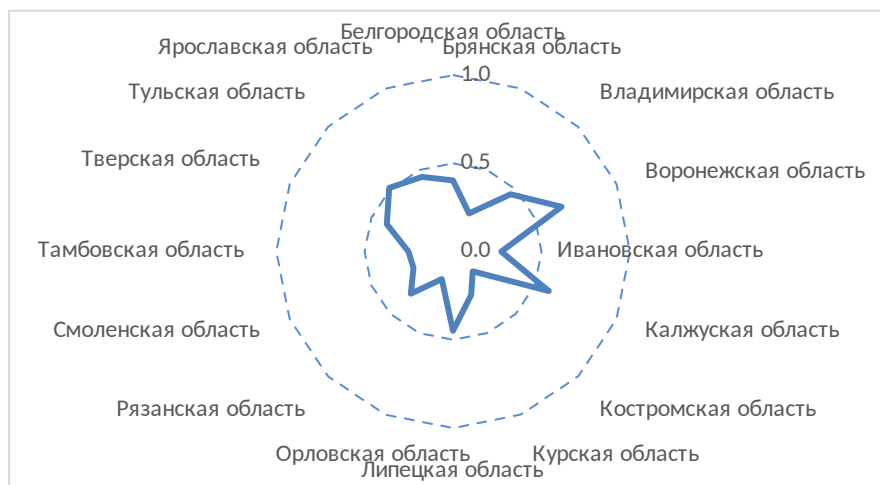 Белгородская область
Ярославская область
Брянская область
1.0
Тульская область
Владимирская область
Тверская область
0.5
Воронежская область
Тамбовская область
0.0
Ивановская область
Смоленская область
Калжуская область
Рязанская область
Костромская область
Орловская область
Курская область
Липецкая область